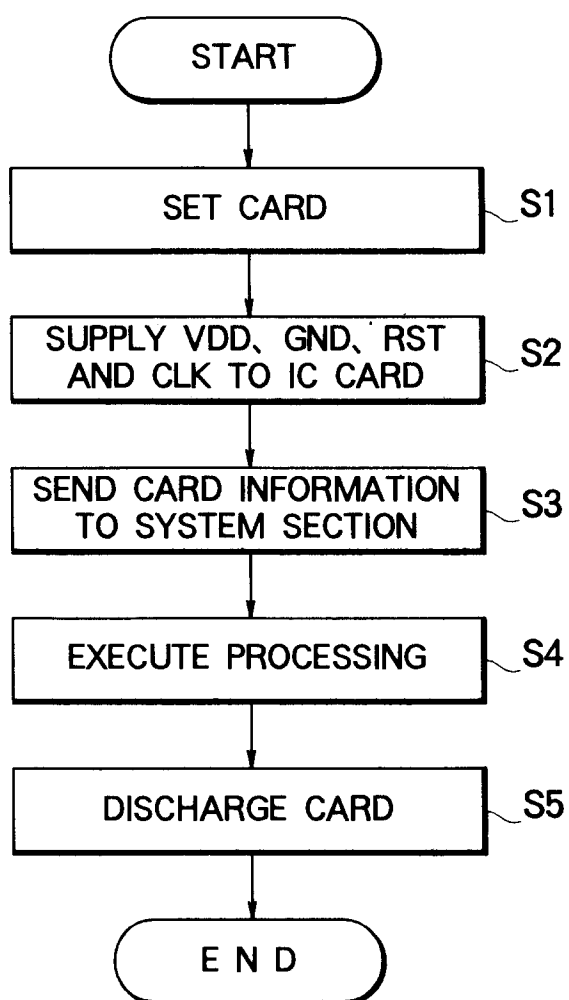 START
SET CARD
S1
SUPPLY VDD、GND、RST
AND CLK TO IC CARD
S2
SEND CARD INFORMATION
TO SYSTEM SECTION
S3
EXECUTE PROCESSING
S4
DISCHARGE CARD
S5
END